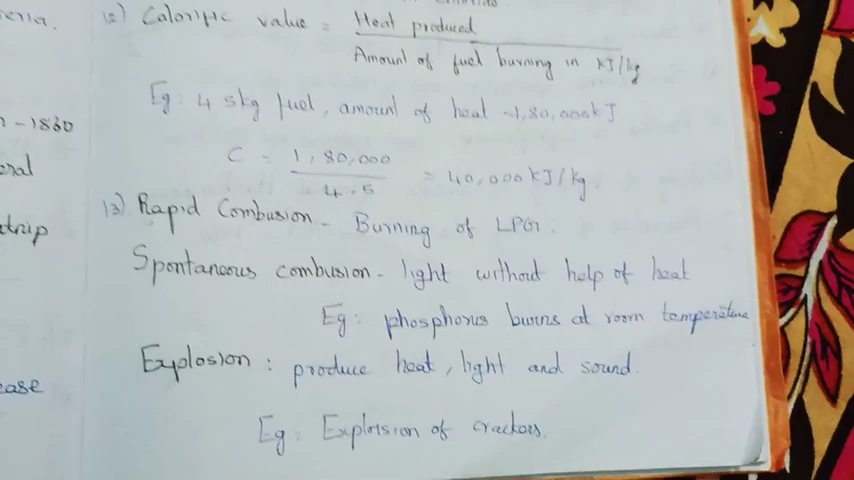 12) Calorific value = Heat produced
Amount of fuel burning in KJ/kg
Eg: 4 5kg fuel, amount of heat - 1,80,000kJ
C = 1,80,000
4.5
= 40,000 kJ/kg.
13) Rapid Combusion - Burning of LPG.
Spontaneous combusion - light without help of heat
Eg: phosphorus burns at room temperature
Explosion: produce heat, light and sound.
Eg: Explosion of crackers.
- 1860